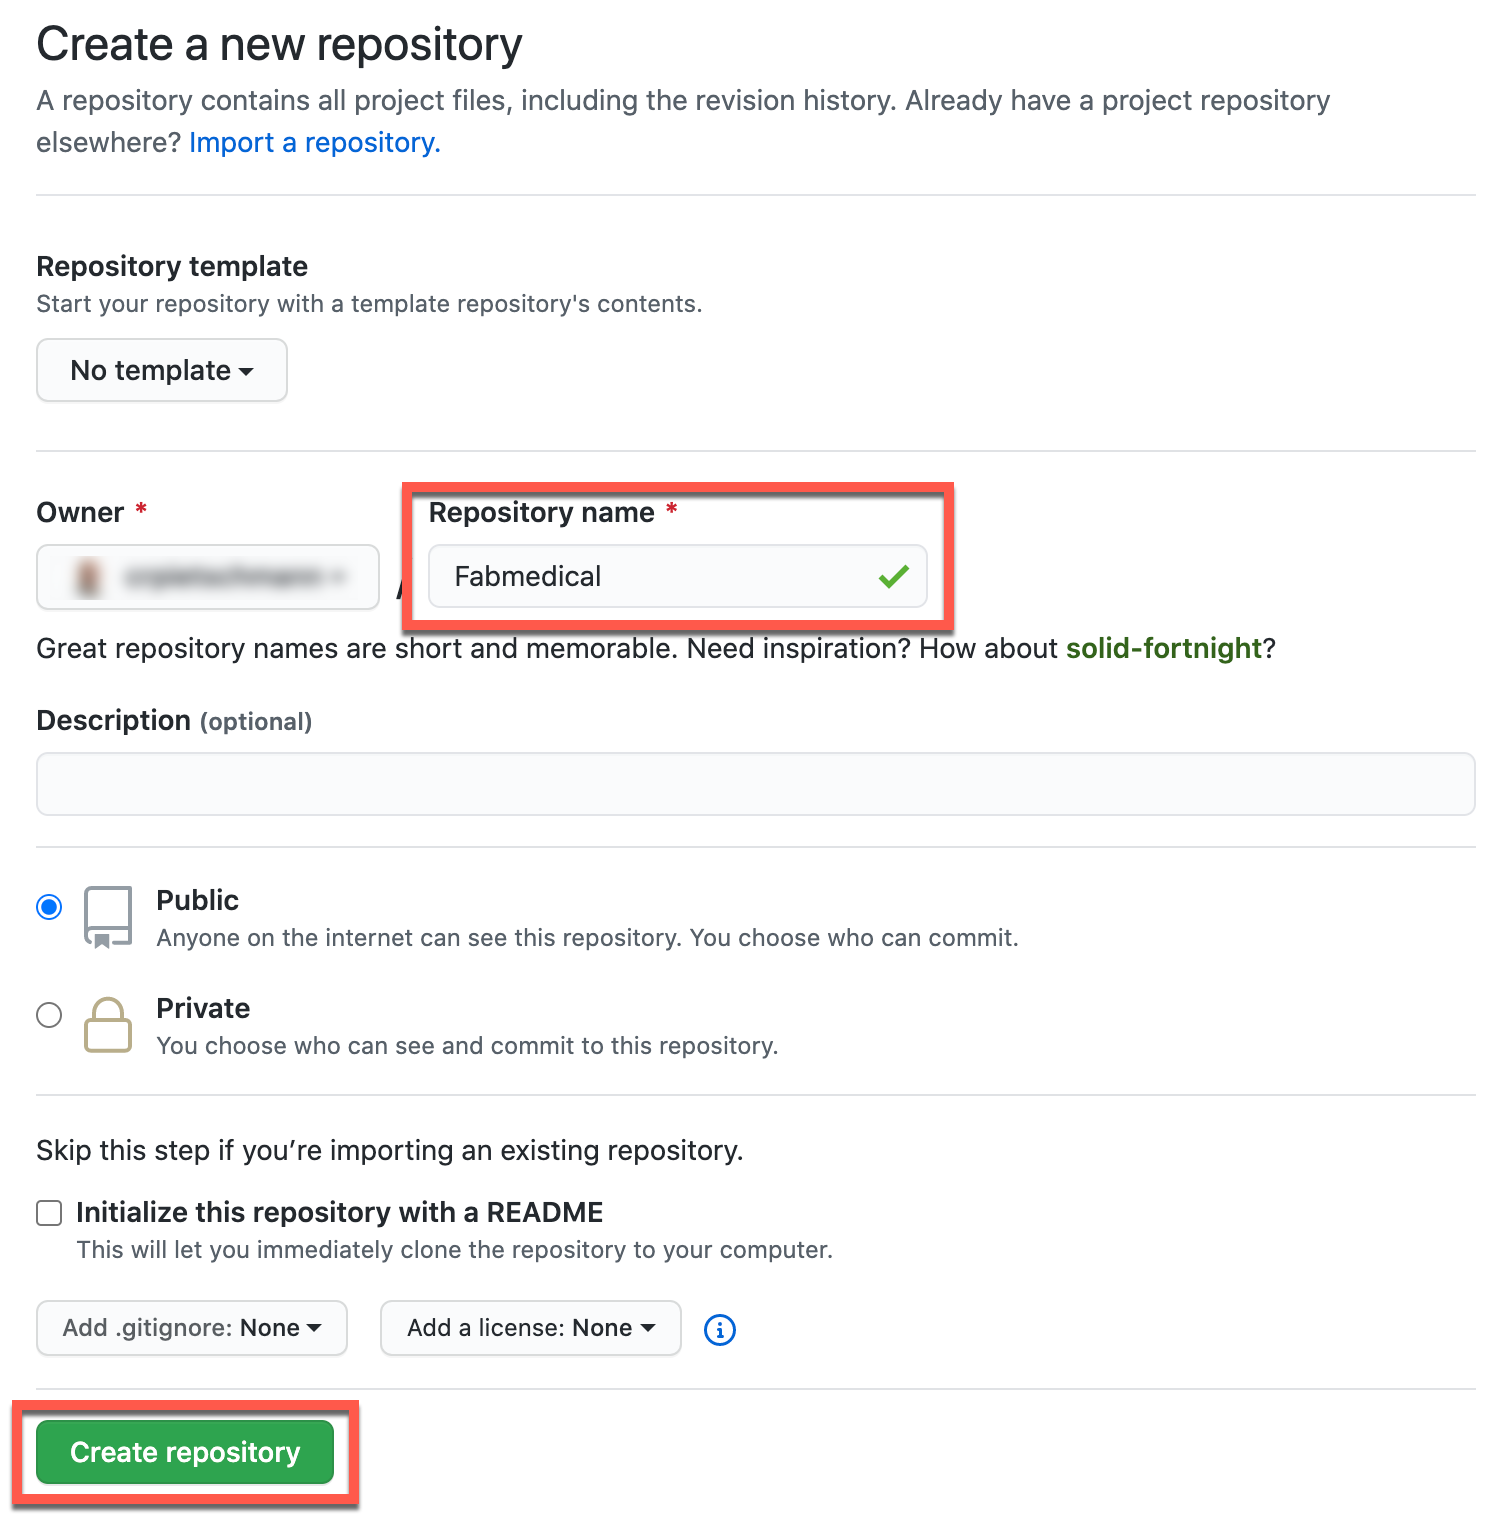 Create a new repository
A repository contains all project files, including the revision history. Already have a project repository
elsewhere? Import a repository.
Repository template
Start your repository with a template repository's contents.
No template
Owner *
Repository name *
/
Fabmedical
Great repository names are short and memorable. Need inspiration? How about solid-fortnight?
Description (optional)
Public
Anyone on the internet can see this repository. You choose who can commit.
Private
You choose who can see and commit to this repository.
Skip this step if you’re importing an existing repository.
Initialize this repository with a README
This will let you immediately clone the repository to your computer.
Add .gitignore: None
Add a license: None
Create repository